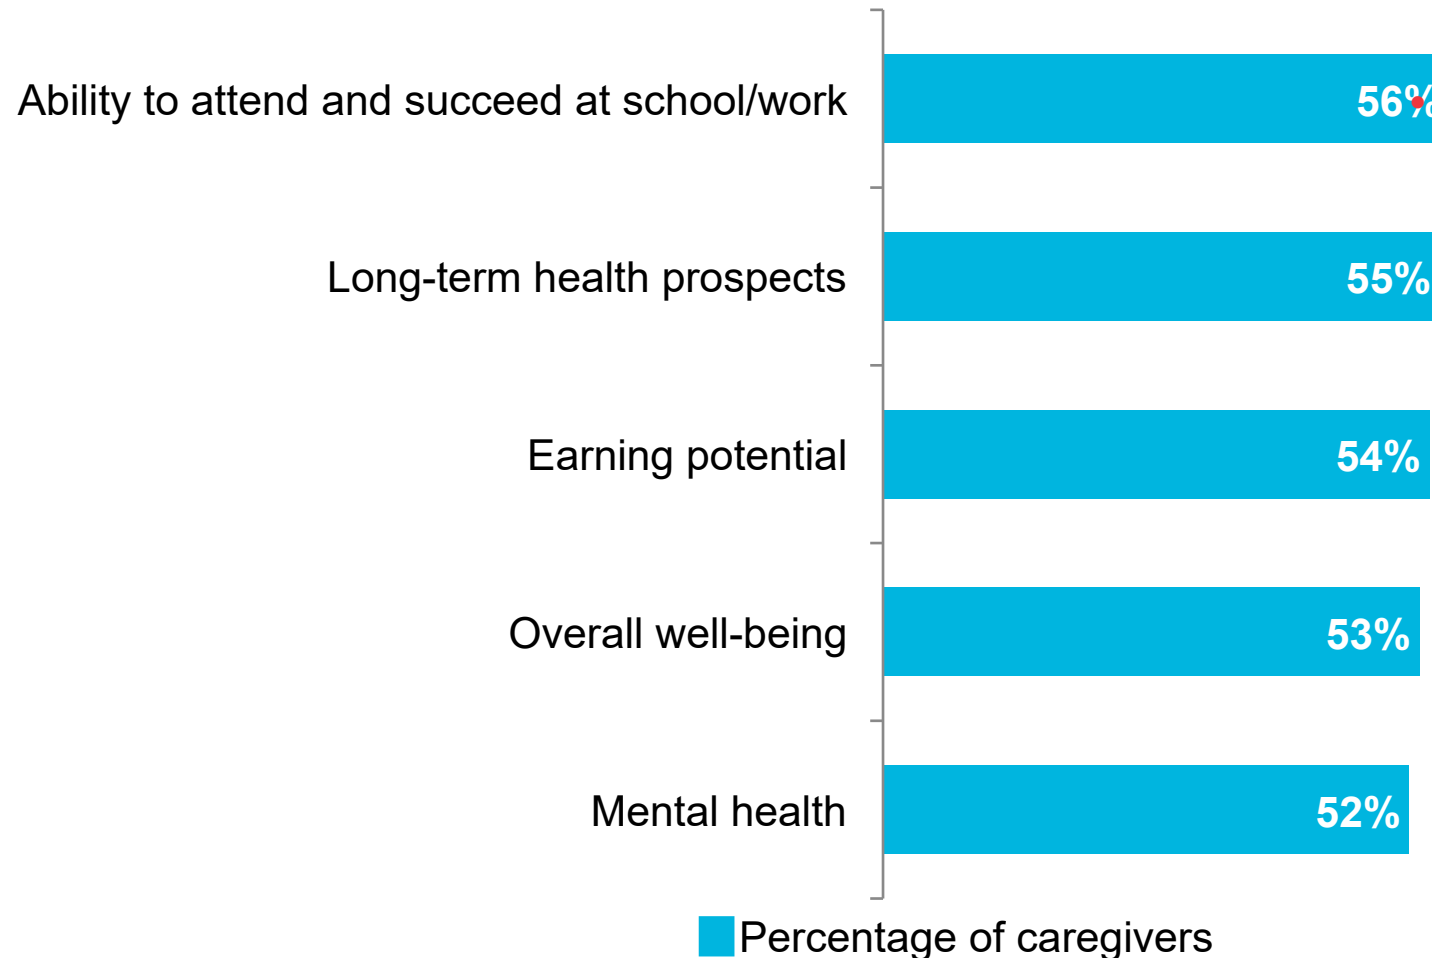 Ability to attend and succeed at school/work
56%
Long-term health prospects
55%
Earning potential
54%
Overall well-being
53%
Mental health
52%
Percentage of caregivers